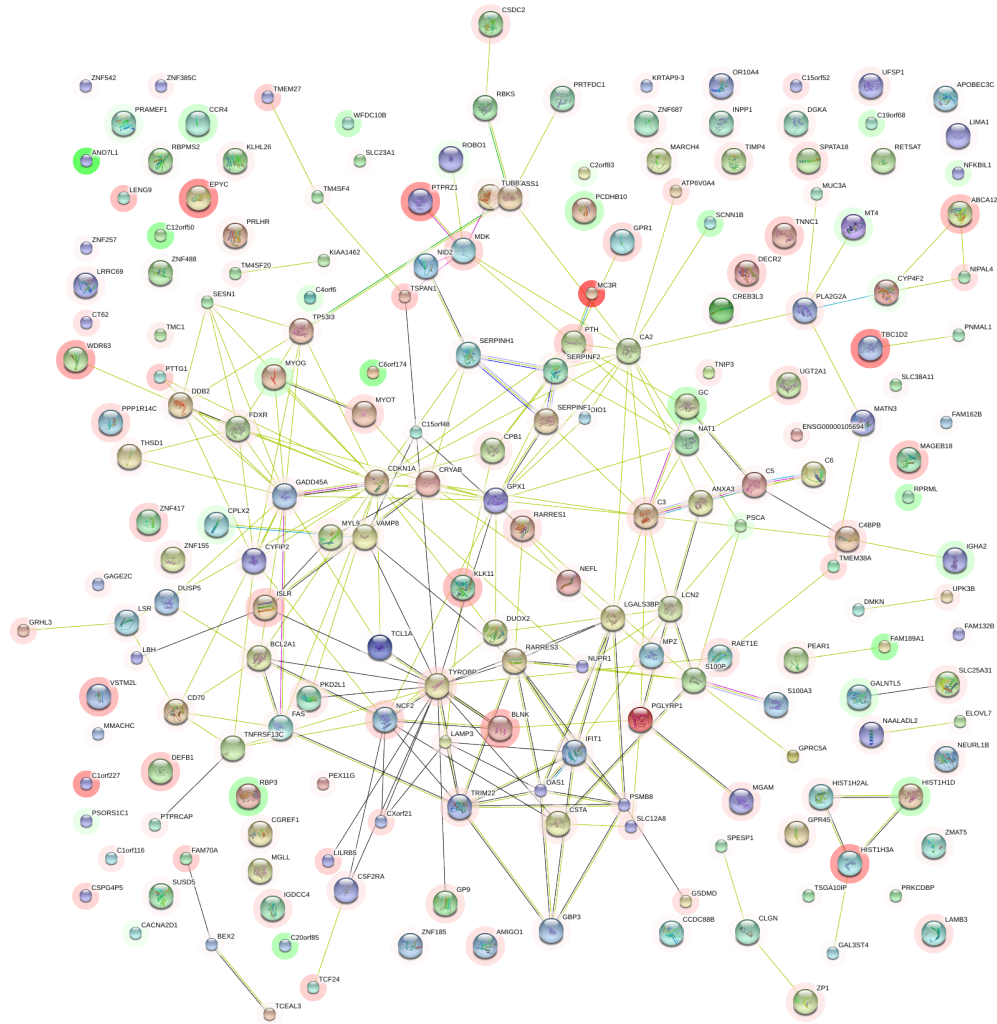 CSDC2
ZNF542
ZNF385C
TMEM27
RBKS
PRTFDC1
KRTAP9-3
OR10A4
C15orf52
UFSP1
APOBEC3C
PRAMEF1
CCR4
WFDC10B
ZNF687
INPP1
DGKA
C19orf68
LIMA1
ANO7L1
RBPMS2
KLHL26
SLC23A1
ROBO1
MARCH4
TIMP4
SPATA18
RETSAT
NFKBIL1
LENG9
EPYC
TM4SF4
PTPRZ1
ASS1
C2orf83
ATP6V0A4
MUC3A
ABCA12
C12orf50
PRLHR
PCDHB10
SCNN1B
TNNC1
MT4
ZNF257
ZNF488
TM4SF20
KIAA1462
MDK
NID2
GPR1
DECR2
NIPAL4
LRRC69
C4orf6
TSPAN1
MC3R
CREB3L3
PLA2G2A
CYP4F2
SESN1
CT62
TMC1
TP53I3
SERPINH1
PTH
CA2
TBC1D2
PNMAL1
WDR63
PTTG1
MYOG
C6orf174
SERPINF2
TNIP3
UGT2A1
SLC38A11
DDB2
MYOT
GC
PPP1R14C
FDXR
C15orf48
SERPINF1
DIO1
NAT1
ENSG00000105694
MATN3
FAM162B
THSD1
CPB1
MAGEB18
GADD45A
CDKN1A
CRYAB
GPX1
ANXA3
C5
C6
RPRML
ZNF417
CPLX2
MYL9
VAMP8
RARRES1
C3
PSCA
C4BPB
ZNF155
CYFIP2
TMEM38A
IGHA2
GAGE2C
DUSP5
KLK11
NEFL
ISLR
LSR
GRHL3
DUOX2
LGALS3BP
LCN2
DMKN
UPK3B
LBH
BCL2A1
TCL1A
RARRES3
NUPR1
MPZ
RAET1E
PEAR1
FAM189A1
FAM132B
VSTM2L
CD70
PKD2L1
TYROBP
S100P
S100A3
GALNTL5
SLC25A31
MMACHC
FAS
NCF2
BLNK
PGLYRP1
NAALADL2
ELOVL7
TNFRSF13C
LAMP3
IFIT1
GPRC5A
NEURL1B
C1orf227
DEFB1
RBP3
PEX11G
OAS1
MGAM
HIST1H2AL
HIST1H1D
PSORS1C1
PTPRCAP
CGREF1
CXorf21
TRIM22
CSTA
PSMB8
SLC12A8
GPR45
ZMAT5
C1orf116
FAM70A
MGLL
LILRB5
SPESP1
HIST1H3A
CSPG4P5
SUSD5
IGDCC4
CSF2RA
GP9
GSDMD
TSGA10IP
PRKCDBP
CACNA2D1
BEX2
C20orf85
ZNF185
AMIGO1
GBP3
CCDC88B
CLGN
GAL3ST4
LAMB3
TCF24
TCEAL3
ZP1